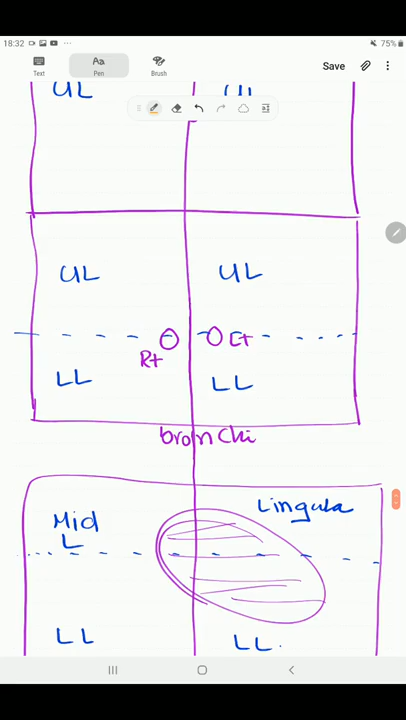 18:32 75%
Text Pen Brush Save
UL UL
UL UL
Rt Lt
LL LL
bronchi
Mid Lingula
L
LL LL.